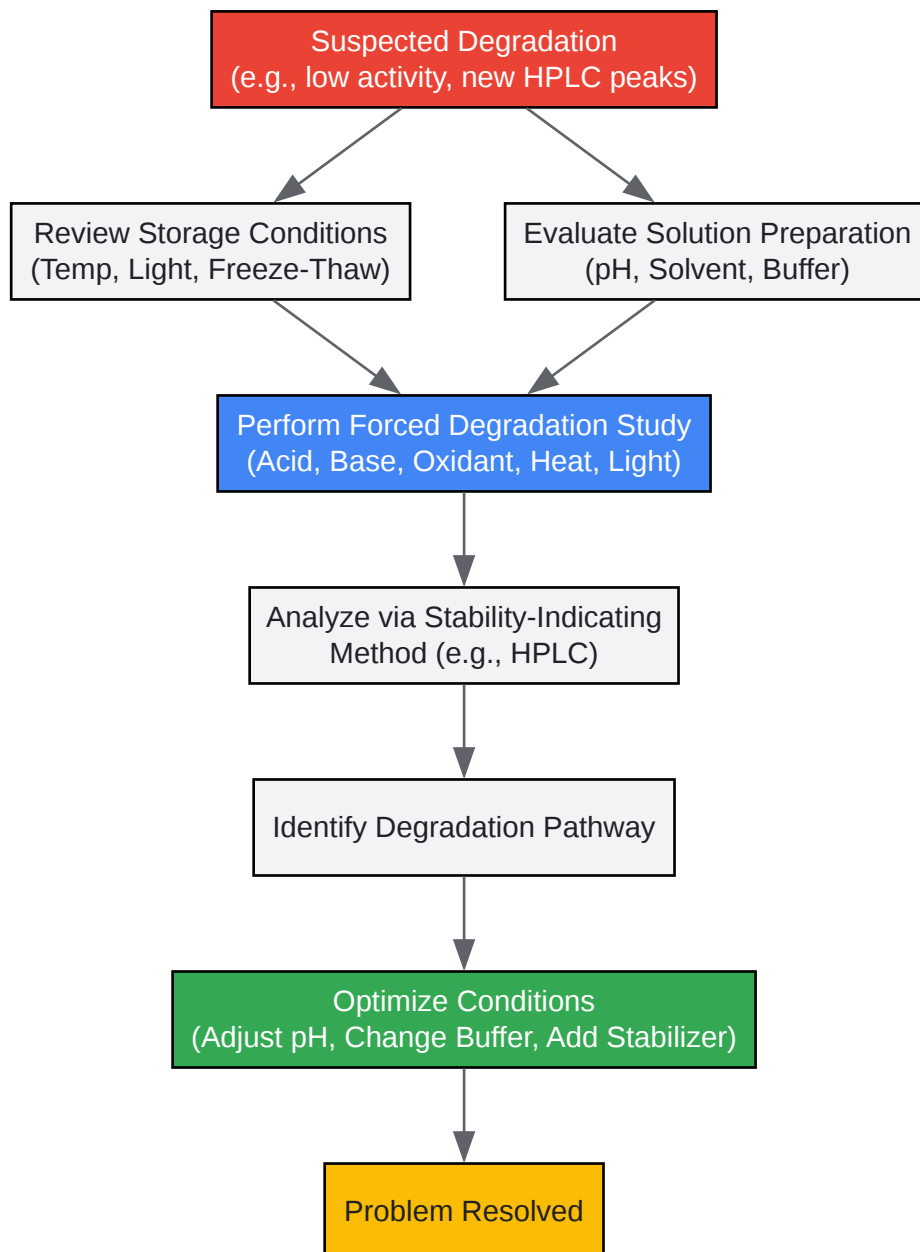 Suspected Degradation
(e.g., low activity, new HPLC peaks)
Review Storage Conditions
(Temp, Light, Freeze-Thaw)
Evaluate Solution Preparation
(pH, Solvent, Buffer)
Perform Forced Degradation Study
(Acid, Base, Oxidant, Heat, Light)
Analyze via Stability-Indicating
Method (e.g., HPLC)
Identify Degradation Pathway
Optimize Conditions
(Adjust pH, Change Buffer, Add Stabilizer)
Problem Resolved